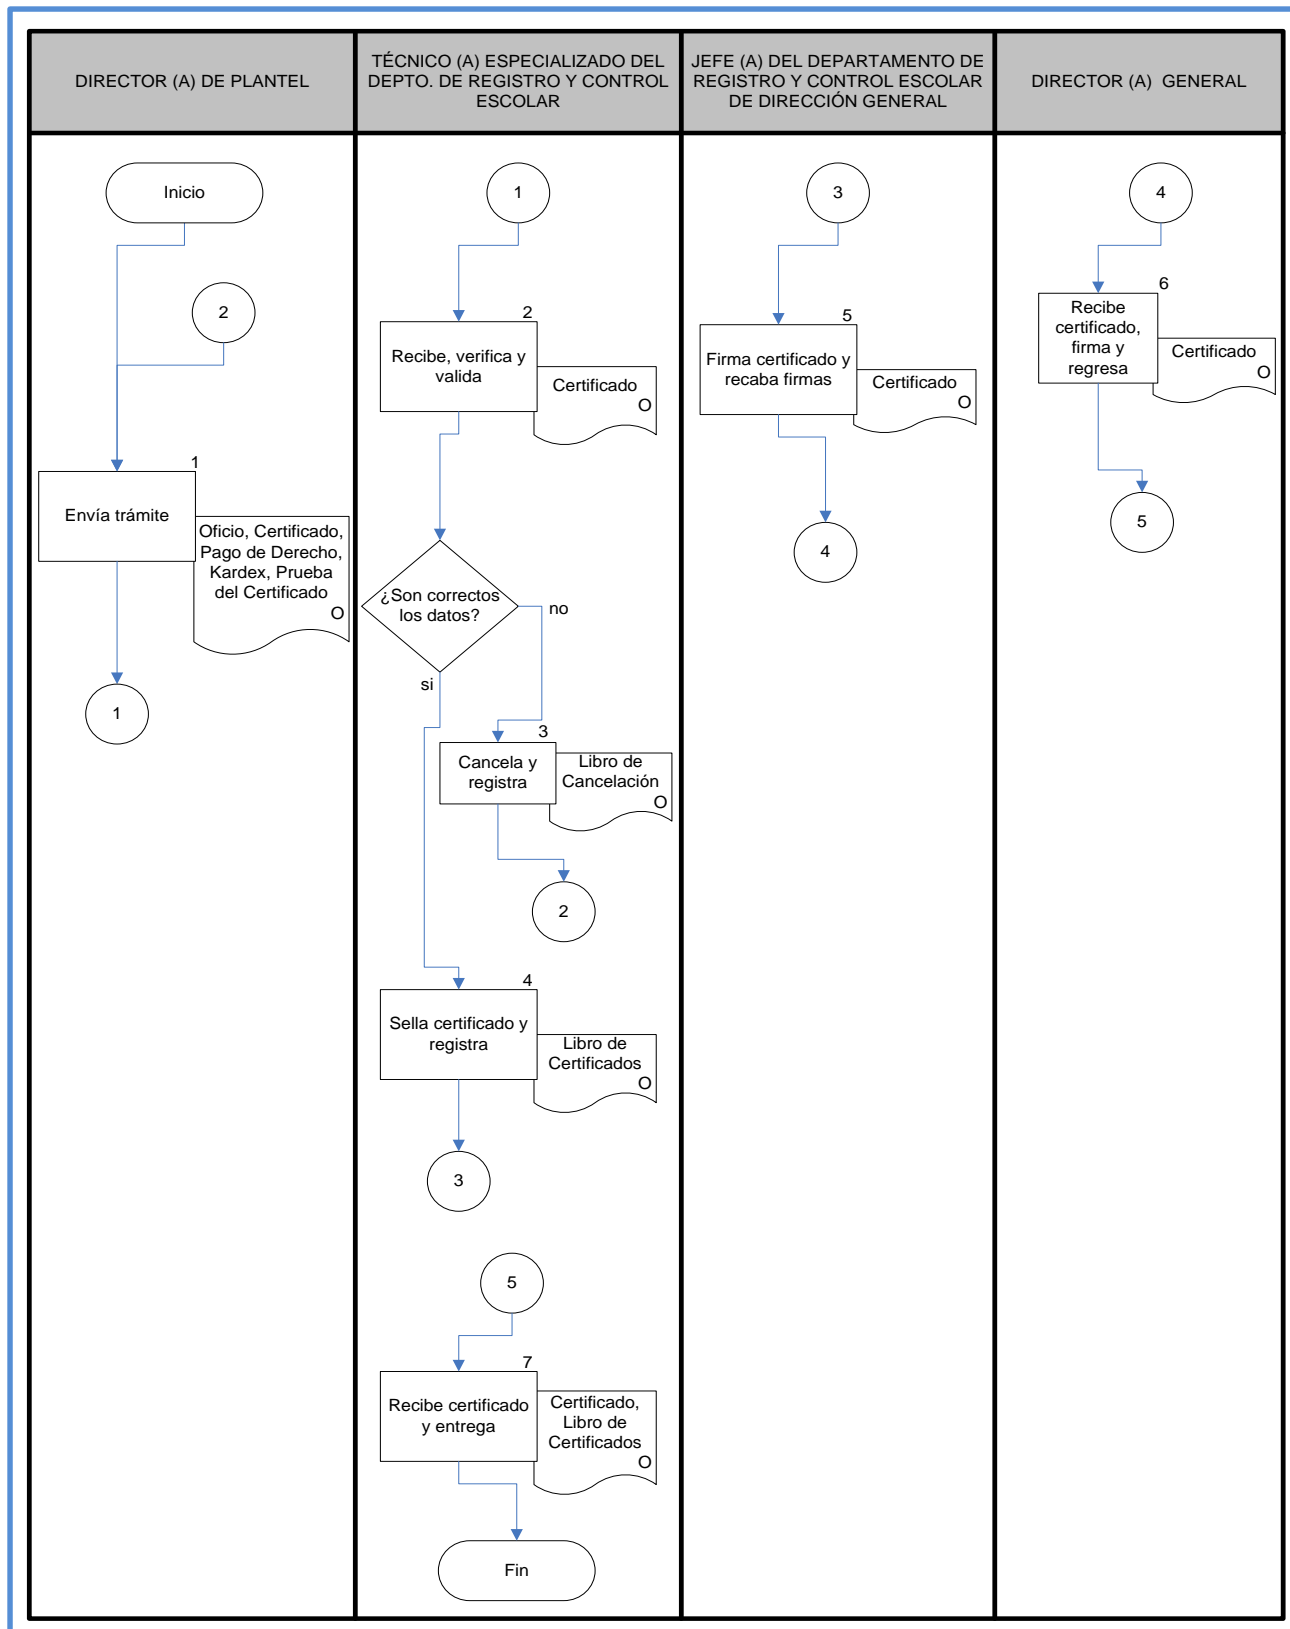 DIRECTOR (A) DE PLANTEL
TÉCNICO (A) ESPECIALIZADO DEL
DEPTO. DE REGISTRO Y CONTROL
ESCOLAR
JEFE (A) DEL DEPARTAMENTO DE
REGISTRO Y CONTROL ESCOLAR
DE DIRECCIÓN GENERAL
DIRECTOR (A)  GENERAL
Inicio
2
1
Envía trámite
Oficio, Certificado,
Pago de Derecho,
Kardex, Prueba
del Certificado
O
1
1
2
Recibe, verifica y
valida
Certificado
O
¿Son correctos
los datos?
no
si
3
Cancela y
registra
Libro de
Cancelación
O
2
4
Sella certificado y
registra
Libro de
Certificados
O
3
5
7
Recibe certificado
y entrega
Certificado,
Libro de
Certificados
O
Fin
3
5
Firma certificado y
recaba firmas
Certificado
O
4
4
6
Recibe
certificado,
firma y
regresa
Certificado
O
5